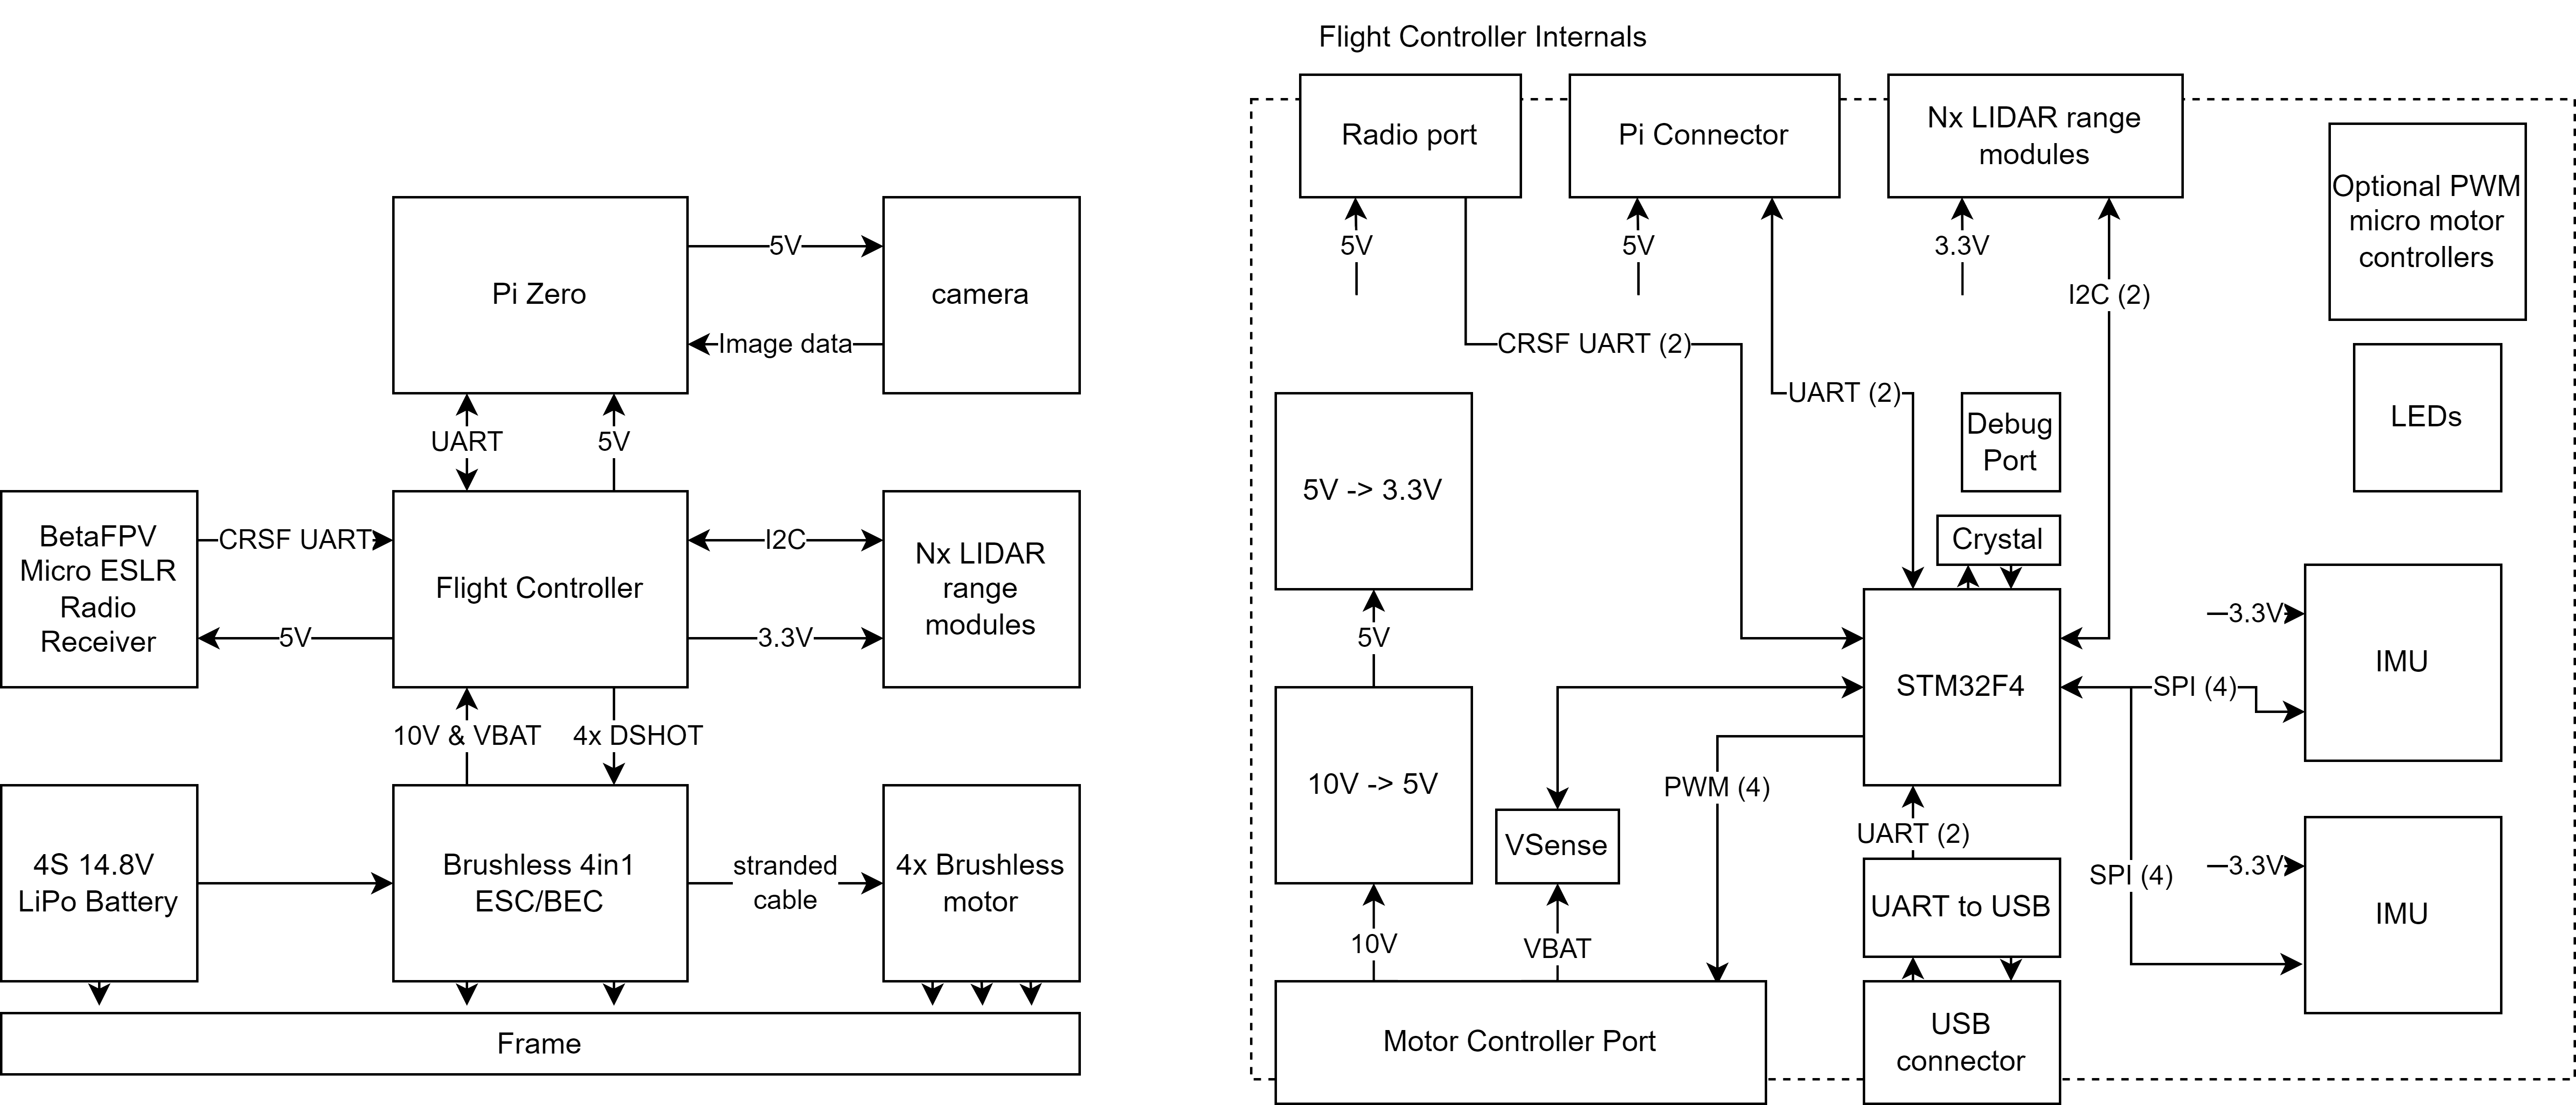 Flight Controller Internals
Pi Zero
5V
camera
Image data
UART
5V
BetaFPV
Micro ESLR
Radio
Receiver
CRSF UART
5V
Flight Controller
I2C
3.3V
Nx LIDAR
range
modules
10V & VBAT
4x DSHOT
4S 14.8V
LiPo Battery
Brushless 4in1
ESC/BEC
stranded
cable
4x Brushless
motor
Frame
Radio port
Pi Connector
Nx LIDAR range
modules
Optional PWM
micro motor
controllers
5V
5V
3.3V
I2C (2)
CRSF UART (2)
UART (2)
Debug
Port
LEDs
5V -> 3.3V
Crystal
5V
STM32F4
3.3V
IMU
SPI (4)
10V -> 5V
PWM (4)
VSense
UART (2)
SPI (4)
3.3V
IMU
UART to USB
10V
VBAT
Motor Controller Port
USB
connector